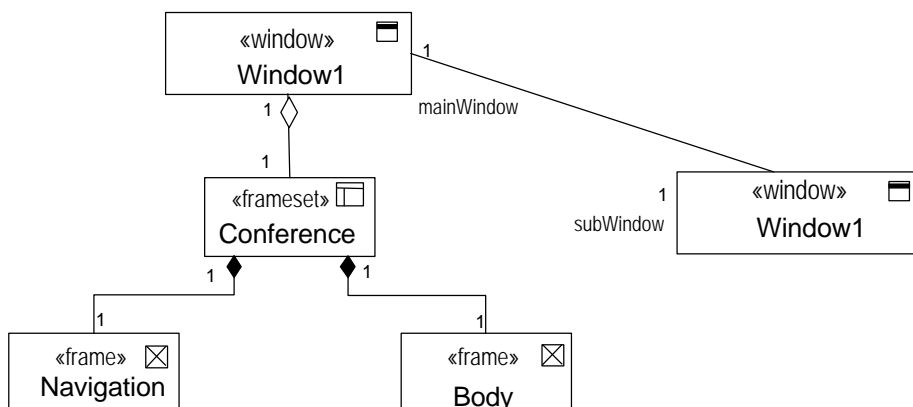 «window»
Window1
1
mainWindow
1
1
«frameset»
Conference
«window»
Window1
1
subWindow
1
1
1
1
«frame»
Navigation
«frame»
Body